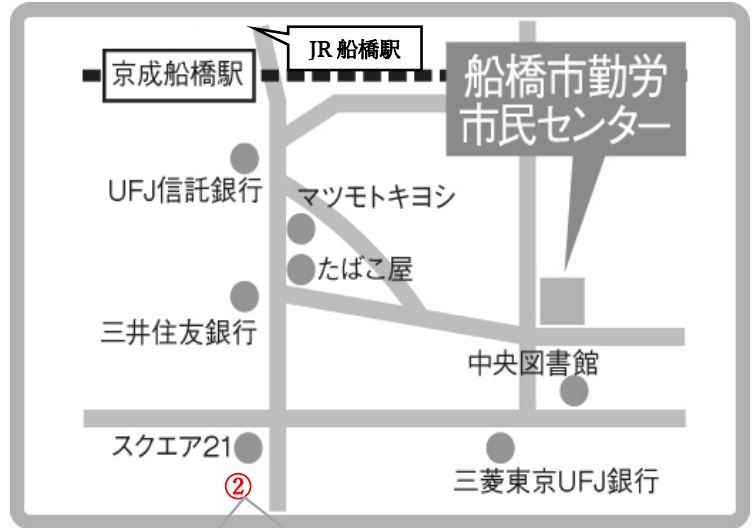 JR 船橋駅
京成船橋駅
船橋市勤労
市民センター
UFJ信託銀行
マツモトキヨシ
たばこ屋
三井住友銀行
中央図書館
スクエア21
三菱東京UFJ銀行
②